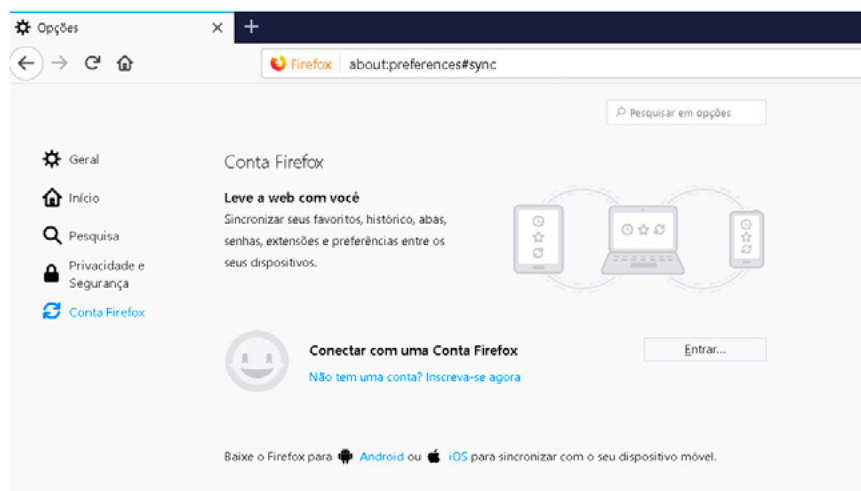 Opções
Firefox about:preferences#sync
Pesquisar em opções
Geral
Início
Pesquisa
Privacidade e
Segurança
Conta Firefox
Conta Firefox
Leve a web com você
Sincronizar seus favoritos, histórico, abas,
senhas, extensões e preferências entre os
seus dispositivos.
Conectar com uma Conta Firefox
Entrar...
Não tem uma conta? Inscreva-se agora
Baixe o Firefox para Android ou iOS para sincronizar com o seu dispositivo móvel.